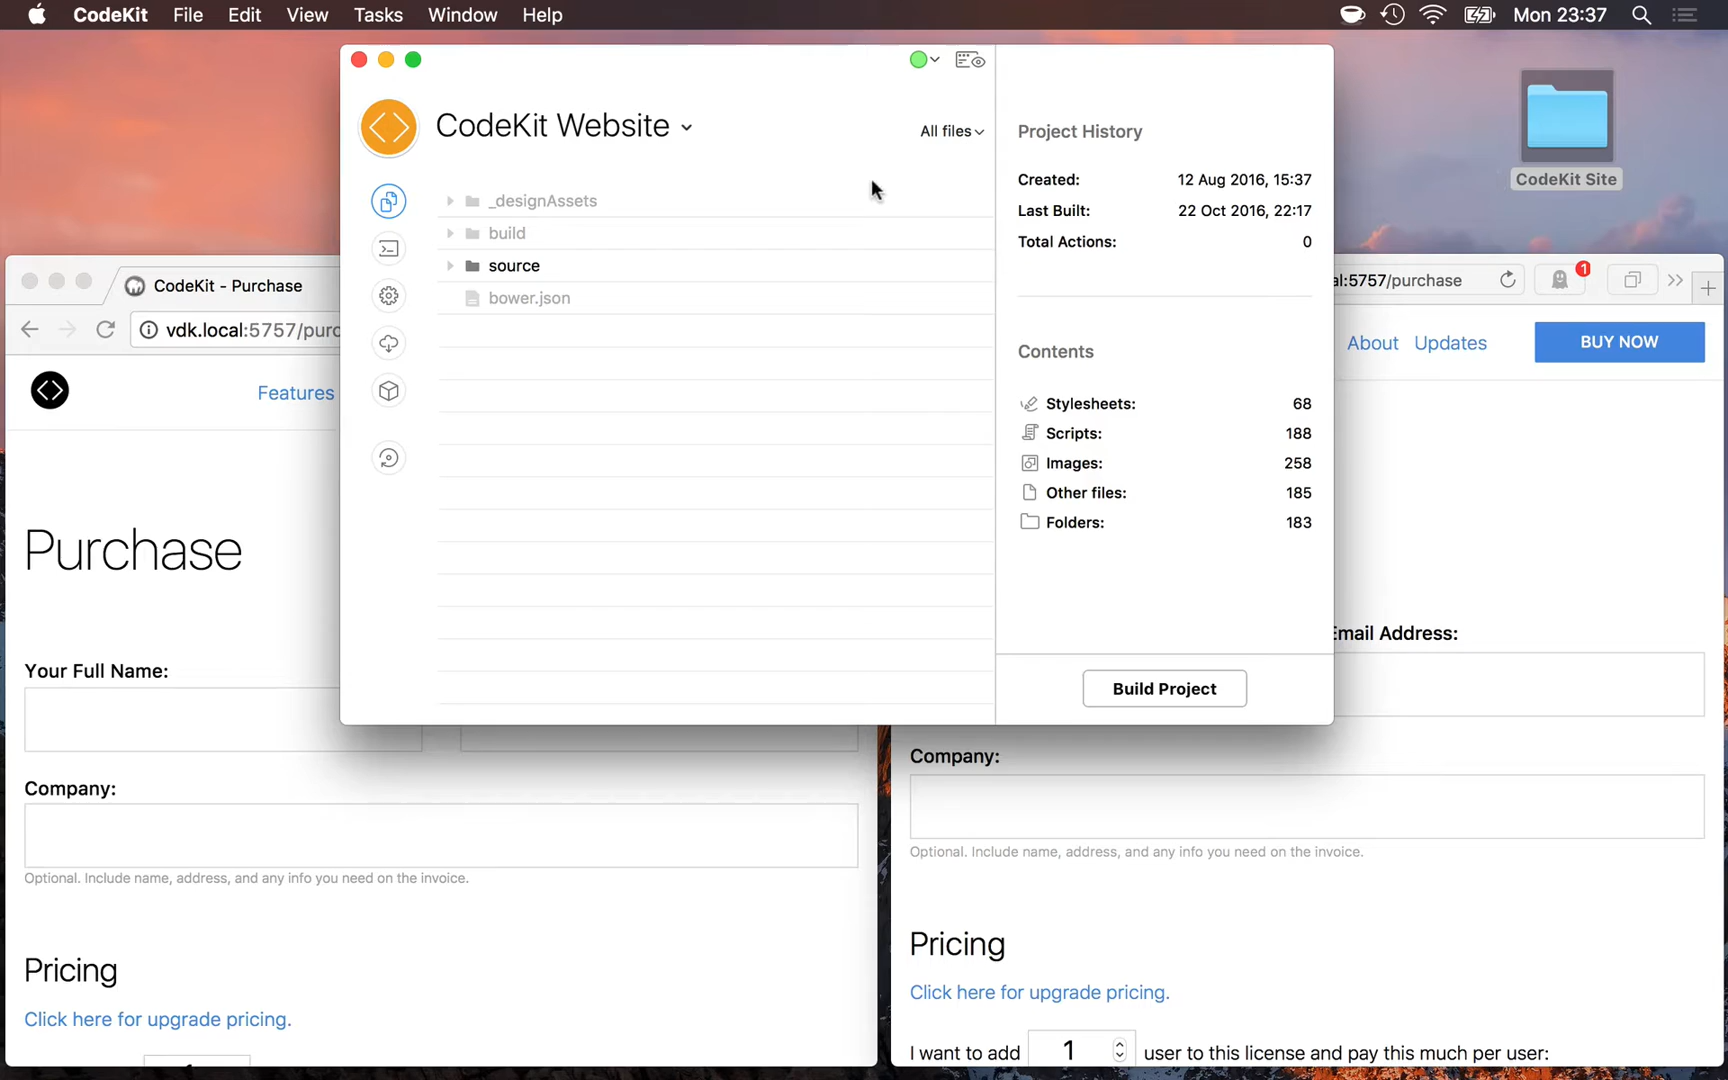 CodeKit File Edit View Tasks Window Help Mon 23:37
CodeKit Site
CodeKit Website
All files
_designAssets
build
source
bower.json
Project History
Created: 12 Aug 2016, 15:37
Last Built: 22 Oct 2016, 22:17
Total Actions: 0
Contents
Stylesheets: 68
Scripts: 188
Images: 258
Other files: 185
Folders: 183
Build Project
CodeKit - Purchase
vdk.local:5757/purc
Features
Purchase
Your Full Name:
Company:
Optional. Include name, address, and any info you need on the invoice.
Pricing
Click here for upgrade pricing.
al:5757/purchase
1
About Updates BUY NOW
Email Address:
Company:
Optional. Include name, address, and any info you need on the invoice.
Pricing
Click here for upgrade pricing.
I want to add 1 user to this license and pay this much per user: